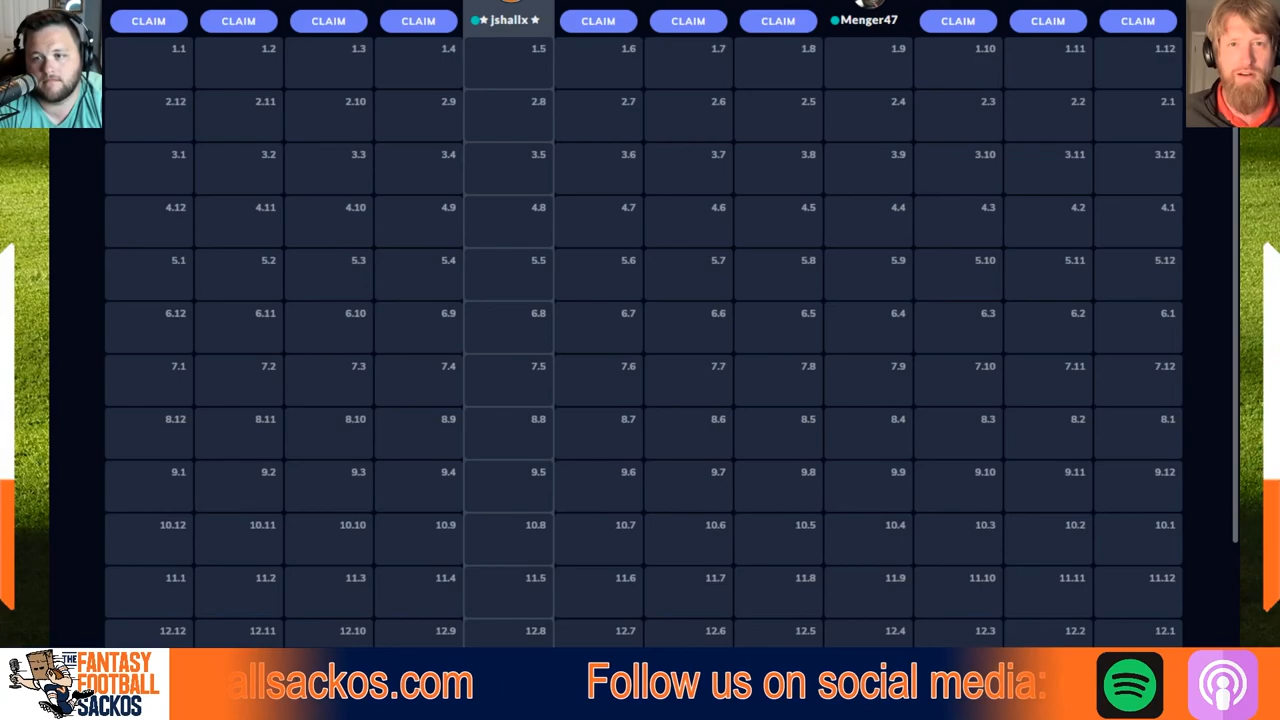 CLAIM CLAIM CLAIM CLAIM ★ jshallx ★ CLAIM CLAIM CLAIM Menger47 CLAIM CLAIM CLAIM
1.1 1.2 1.3 1.4 1.5 1.6 1.7 1.8 1.9 1.10 1.11 1.12
2.12 2.11 2.10 2.9 2.8 2.7 2.6 2.5 2.4 2.3 2.2 2.1
3.1 3.2 3.3 3.4 3.5 3.6 3.7 3.8 3.9 3.10 3.11 3.12
4.12 4.11 4.10 4.9 4.8 4.7 4.6 4.5 4.4 4.3 4.2 4.1
5.1 5.2 5.3 5.4 5.5 5.6 5.7 5.8 5.9 5.10 5.11 5.12
6.12 6.11 6.10 6.9 6.8 6.7 6.6 6.5 6.4 6.3 6.2 6.1
7.1 7.2 7.3 7.4 7.5 7.6 7.7 7.8 7.9 7.10 7.11 7.12
8.12 8.11 8.10 8.9 8.8 8.7 8.6 8.5 8.4 8.3 8.2 8.1
9.1 9.2 9.3 9.4 9.5 9.6 9.7 9.8 9.9 9.10 9.11 9.12
10.12 10.11 10.10 10.9 10.8 10.7 10.6 10.5 10.4 10.3 10.2 10.1
11.1 11.2 11.3 11.4 11.5 11.6 11.7 11.8 11.9 11.10 11.11 11.12
12.12 12.11 12.10 12.9 12.8 12.7 12.6 12.5 12.4 12.3 12.2 12.1
THE FANTASY
FOOTBALL
SACKOS
allsackos.com Follow us on social media: